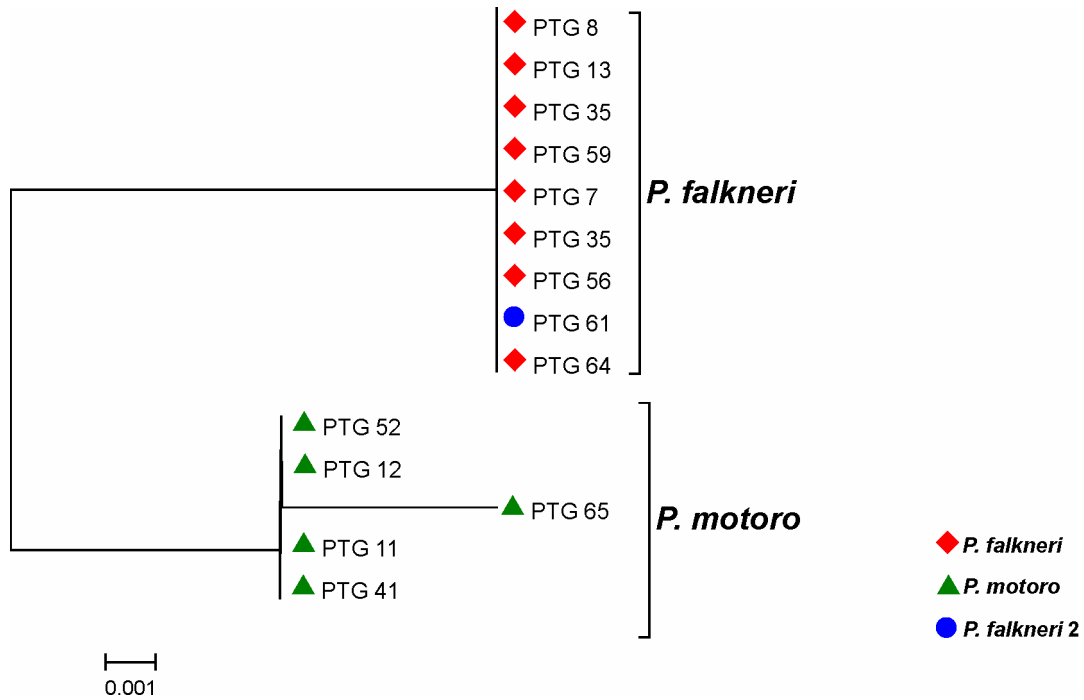 PTG 8
PTG 13
PTG 35
PTG 59
PTG 7
PTG 35
PTG 56
PTG 61
PTG 64
P. falkneri
PTG 52
PTG 12
PTG 65
PTG 11
PTG 41
P. motoro
P. falkneri
P. motoro
P. falkneri 2
0.001